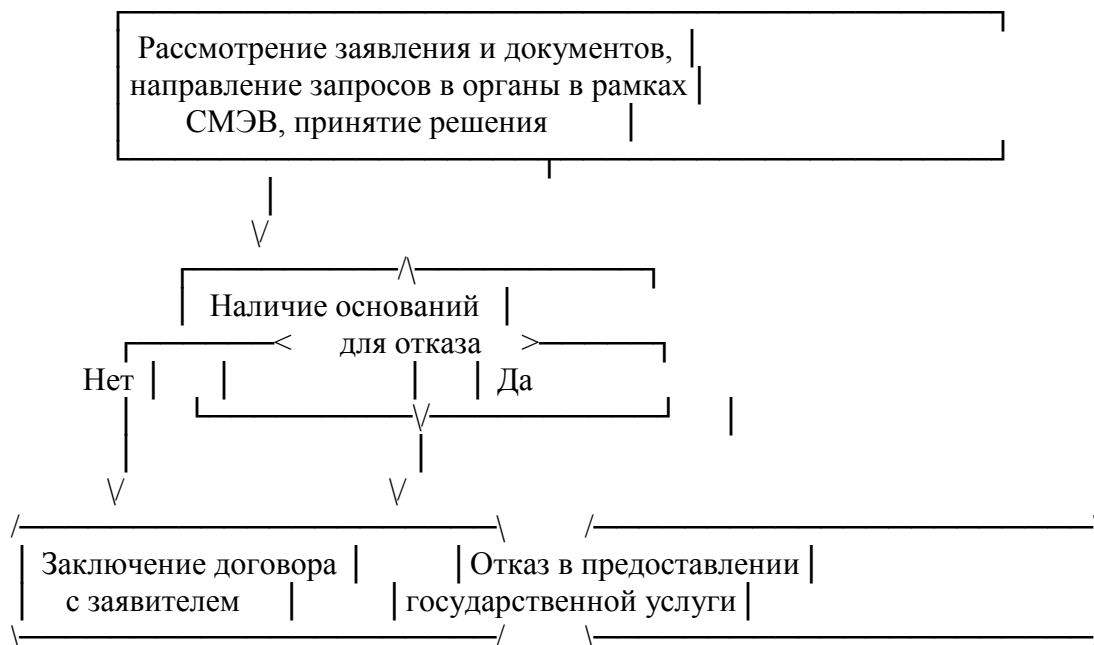 Рассмотрение заявления и документов,
направление запросов в органы в рамках
СМЭВ, принятие решения
Наличие оснований
для отказа
Нет Да
Заключение договора Отказ в предоставлении
с заявителем государственной услуги